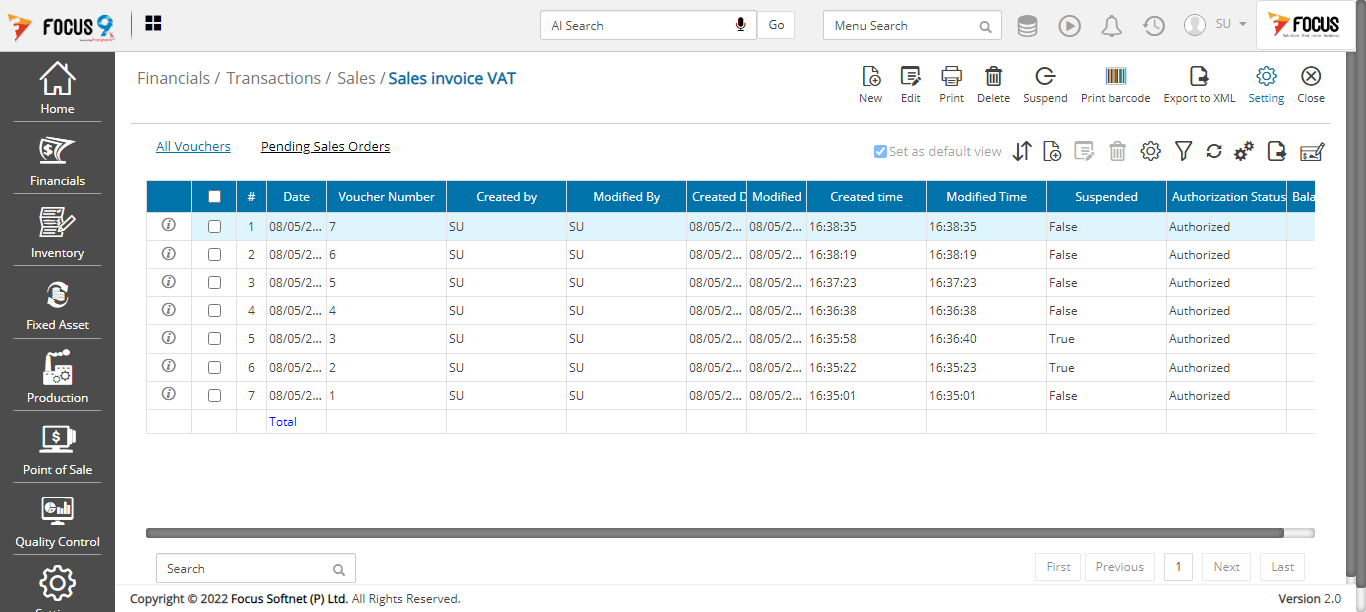 FOCUS 9
AI Search
Go
Menu Search
SU
FOCUS
Home
Financials
Inventory
Fixed Asset
Production
Point of Sale
Quality Control
Financials / Transactions / Sales / Sales invoice VAT
New Edit Print Delete Suspend Print barcode Export to XML Setting Close
All Vouchers Pending Sales Orders Set as default view
# Date Voucher Number Created by Modified By Created D Modified Created time Modified Time Suspended Authorization Status Bala
1 08/05/2... 7 SU SU 08/05/2... 08/05/2... 16:38:35 16:38:35 False Authorized
2 08/05/2... 6 SU SU 08/05/2... 08/05/2... 16:38:19 16:38:19 False Authorized
3 08/05/2... 5 SU SU 08/05/2... 08/05/2... 16:37:23 16:37:23 False Authorized
4 08/05/2... 4 SU SU 08/05/2... 08/05/2... 16:36:38 16:36:38 False Authorized
5 08/05/2... 3 SU SU 08/05/2... 08/05/2... 16:35:58 16:36:40 True Authorized
6 08/05/2... 2 SU SU 08/05/2... 08/05/2... 16:35:22 16:35:23 True Authorized
7 08/05/2... 1 SU SU 08/05/2... 08/05/2... 16:35:01 16:35:01 False Authorized
Total
Search
First Previous 1 Next Last
Copyright © 2022 Focus Softnet (P) Ltd. All Rights Reserved.
Version 2.0